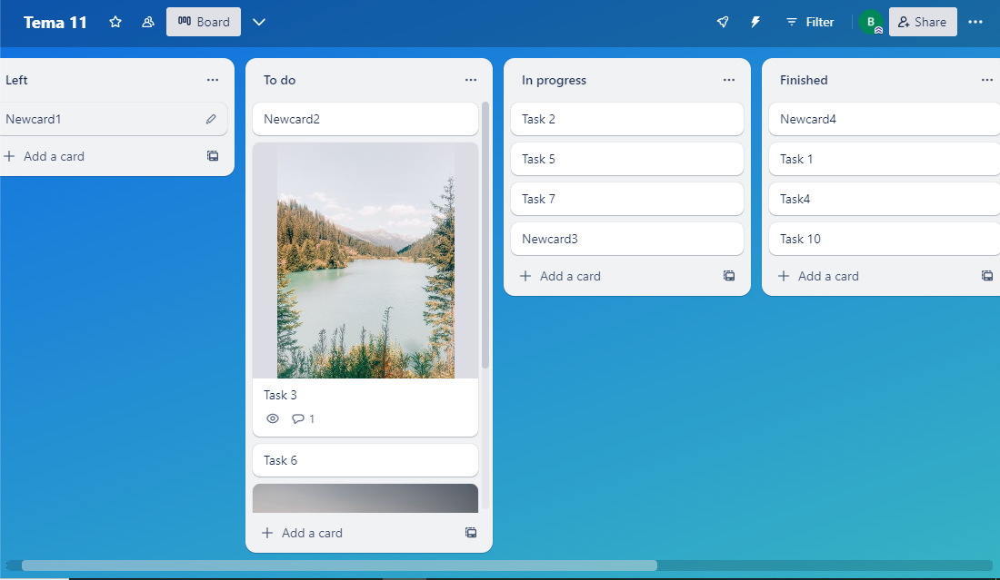 Tema 11
Board
Filter
B
Share
Left
Newcard1
Add a card
To do
Newcard2
Task 3
1
Task 6
Add a card
In progress
Task 2
Task 5
Task 7
Newcard3
Add a card
Finished
Newcard4
Task 1
Task4
Task 10
Add a card